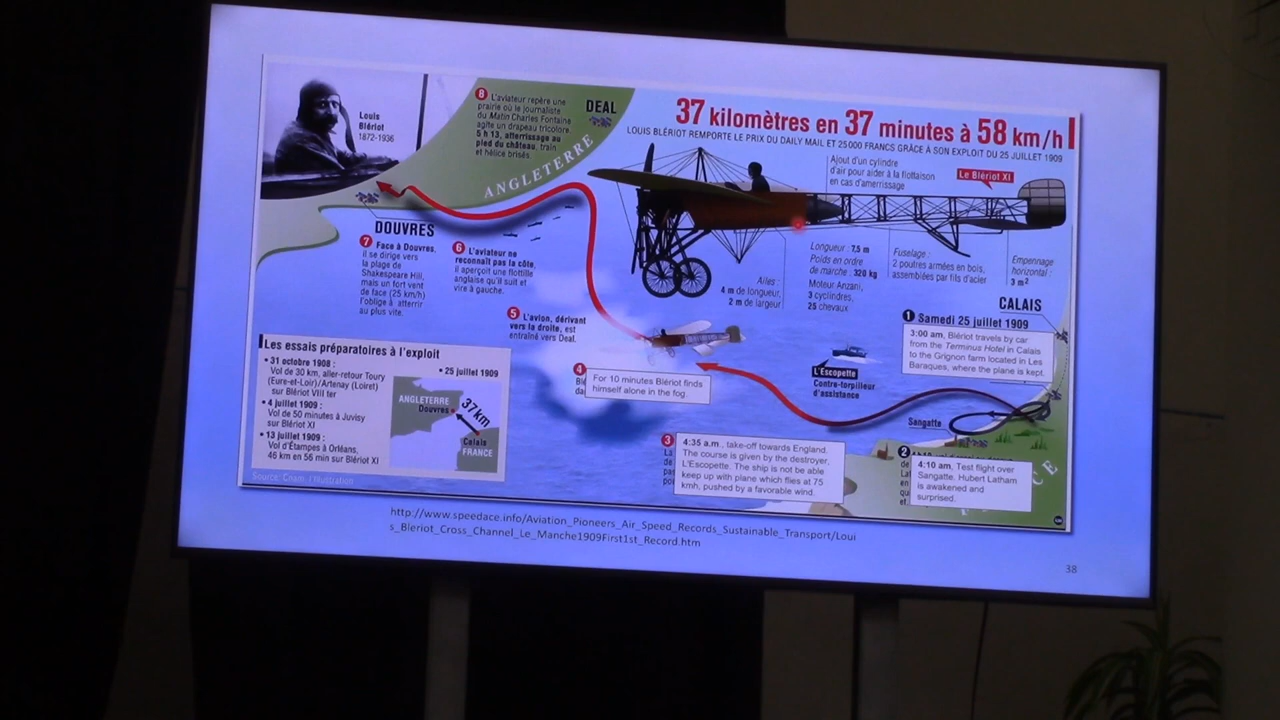 Louis
Blériot
1872-1936
8 L'aviateur repère une
prairie où le journaliste
du Matin Charles Fontaine
agite un drapeau tricolore.
5 h 13, atterrissage au
pied du château, train
et hélice brisés.
DEAL
ANGLETERRE
37 kilomètres en 37 minutes à 58 km/h
LOUIS BLÉRIOT REMPORTE LE PRIX DU DAILY MAIL ET 25000 FRANCS GRÂCE À SON EXPLOIT DU 25 JUILLET 1909
Ajout d'un cylindre
d'air pour aider à la flottaison
en cas d'amerrissage
Le Blériot XI
DOUVRES
7 Face à Douvres,
il se dirige vers
la plage de
Shakespeare Hill,
mais un fort vent
de face (25 km/h)
l'oblige à atterrir
au plus vite.
6 L'aviateur ne
reconnaît pas la côte,
il aperçoit une flottille
anglaise qu'il suit et
vire à gauche.
5 L'avion, dérivant
vers la droite, est
entraîné vers Deal.
Ailes :
4 m de longueur,
2 m de largeur
Longueur : 7,5 m
Poids en ordre
de marche : 320 kg
Moteur Anzani,
3 cylindres,
25 chevaux
Fuselage :
2 poutres armées en bois,
assemblées par fils d'acier
Empennage
horizontal :
3 m²
CALAIS
1 Samedi 25 juillet 1909
3:00 am, Blériot travels by car
from the Terminus Hotel in Calais
to the Grignon farm located in Les
Baraques, where the plane is kept.
L'Escopette
Contre-torpilleur
d'assistance
Sangatte
4
For 10 minutes Blériot finds
himself alone in the fog.
3
4:35 a.m., take-off towards England.
The course is given by the destroyer,
L'Escopette. The ship is not be able
keep up with plane which flies at 75
kmh, pushed by a favorable wind.
2
4:10 am. Test flight over
Sangatte. Hubert Latham
is awakened and
surprised.
Les essais préparatoires à l'exploit
• 31 octobre 1908 :
Vol de 30 km, aller-retour Toury
(Eure-et-Loir)/Artenay (Loiret)
sur Blériot VIII ter
• 4 juillet 1909 :
Vol de 50 minutes à Juvisy
sur Blériot XI
• 13 juillet 1909 :
Vol d'Étampes à Orléans,
46 km en 56 min sur Blériot XI
• 25 juillet 1909
ANGLETERRE
Douvres
37km
Calais
FRANCE
Source: Cnam. / Illustration
http://www.speedace.info/Aviation_Pioneers_Air_Speed_Records_Sustainable_Transport/Loui
s_Bleriot_Cross_Channel_Le_Manche1909First1st_Record.htm
38